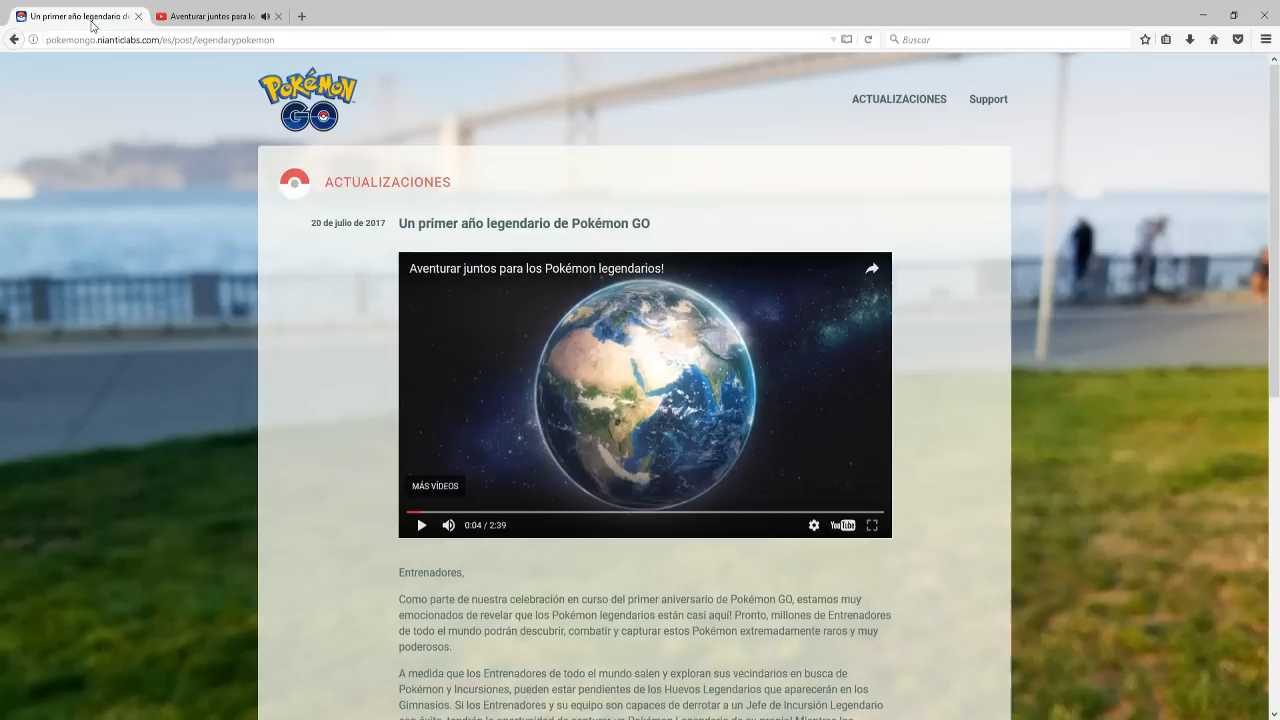 Un primer año legendario d
Aventurar juntos para lo
pokemongo.nianticlabs.com/es/post/legendarypokemon
Buscar
POKÉMON
GO
ACTUALIZACIONES
Support
ACTUALIZACIONES
20 de julio de 2017
Un primer año legendario de Pokémon GO
Aventurar juntos para los Pokémon legendarios!
MÁS VÍDEOS
0:04 / 2:39
YouTube
Entrenadores,
Como parte de nuestra celebración en curso del primer aniversario de Pokémon GO, estamos muy
emocionados de revelar que los Pokémon legendarios están casi aquí! Pronto, millones de Entrenadores
de todo el mundo podrán descubrir, combatir y capturar estos Pokémon extremadamente raros y muy
poderosos.
A medida que los Entrenadores de todo el mundo salen y exploran sus vecindarios en busca de
Pokémon y Incursiones, pueden estar pendientes de los Huevos Legendarios que aparecerán en los
Gimnasios. Si los Entrenadores y su equipo son capaces de derrotar a un Jefe de Incursión Legendario